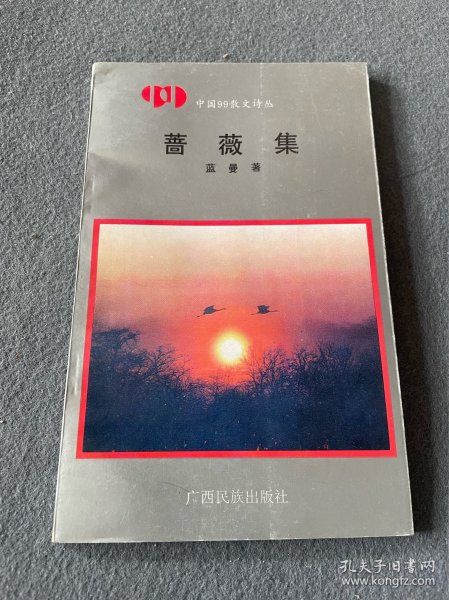 中国99散文诗丛
蔷薇集
蓝曼著
广西民族出版社
孔夫子旧书网
www.kongfz.com